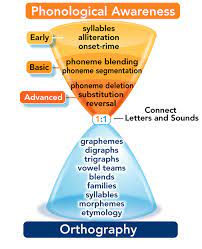 Phonological Awareness
Early
syllables
alliteration
onset-rime
Basic
phoneme blending
phoneme segmentation
Advanced
phoneme deletion
substitution
reversal
1:1
Connect
Letters and Sounds
graphemes
digraphs
trigraphs
vowel teams
blends
families
syllables
morphemes
etymology
Orthography